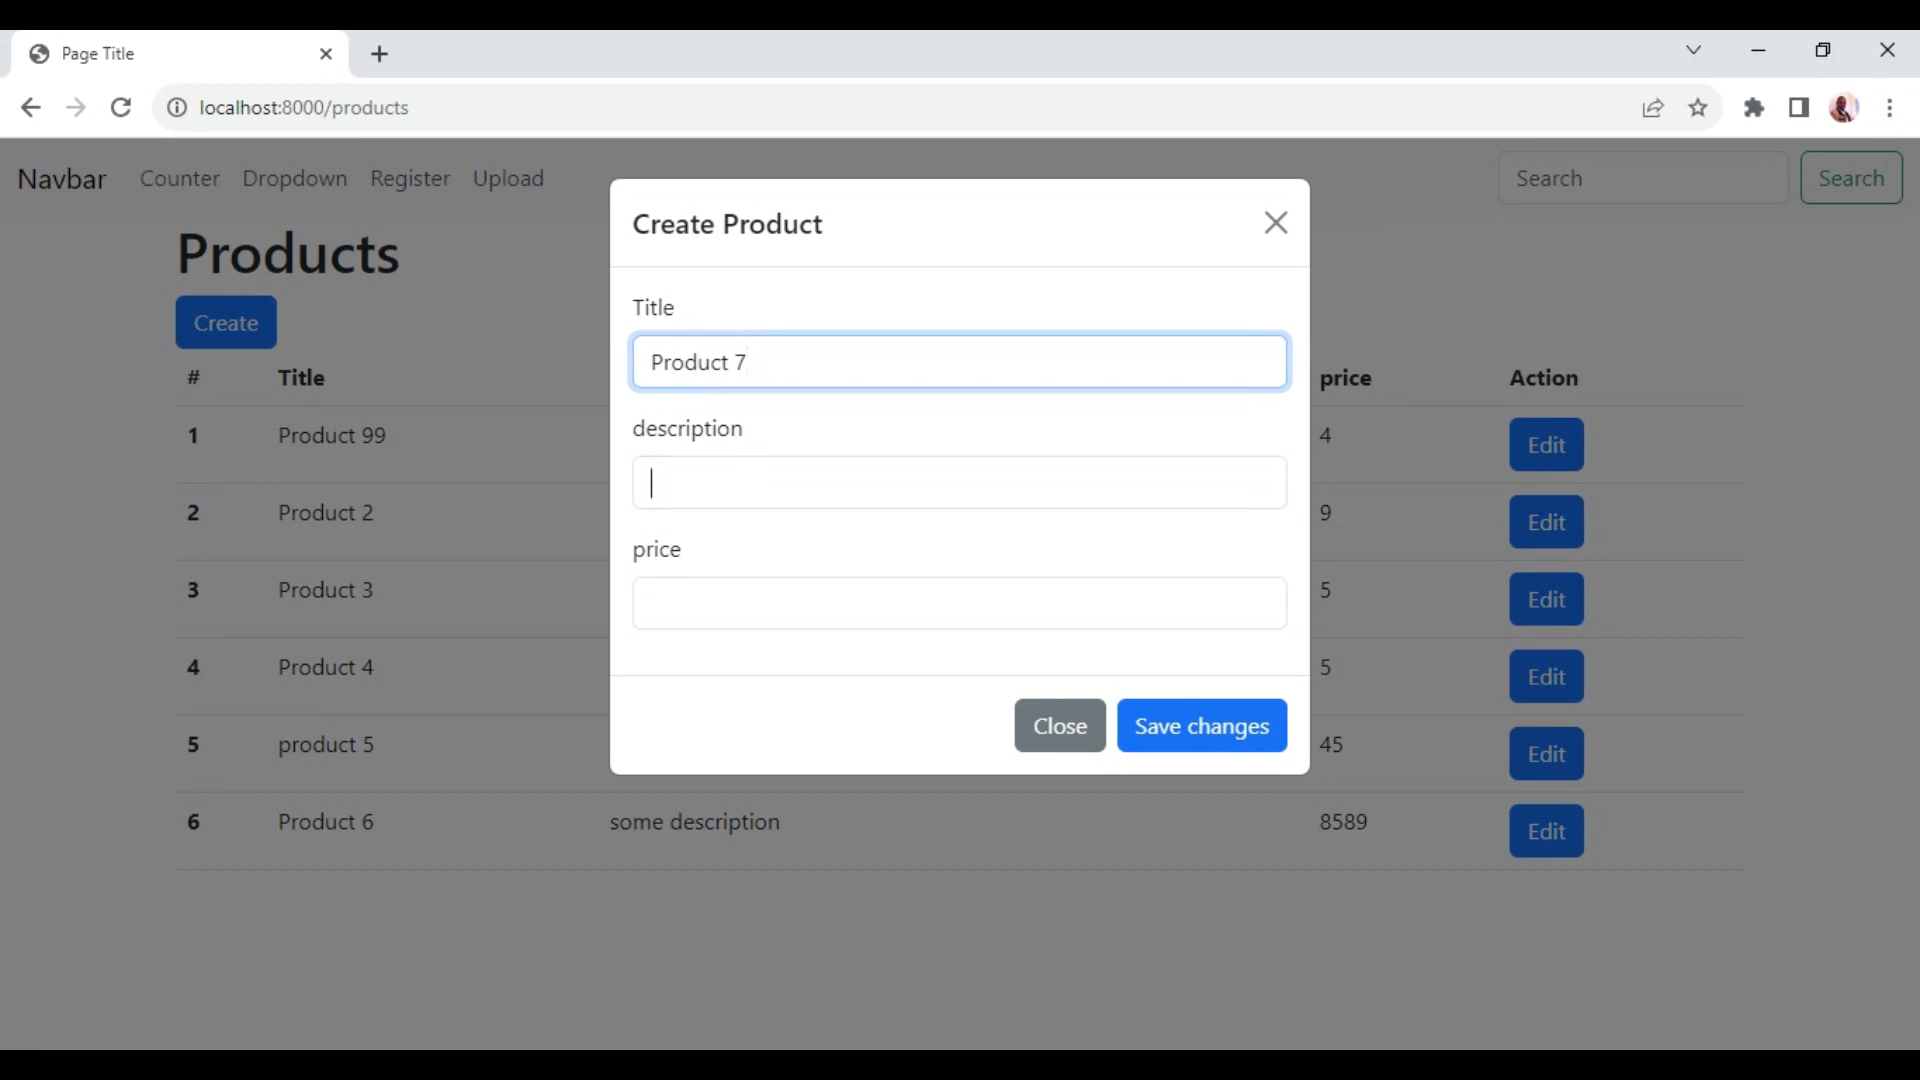 Page Title
localhost:8000/products
Navbar Counter Dropdown Register Upload Search Search
Products
Create
# Title price Action
1 Product 99 4 Edit
2 Product 2 9 Edit
3 Product 3 5 Edit
4 Product 4 5 Edit
5 product 5 45 Edit
6 Product 6 some description 8589 Edit
Create Product
Title
Product 7
description
price
Close Save changes